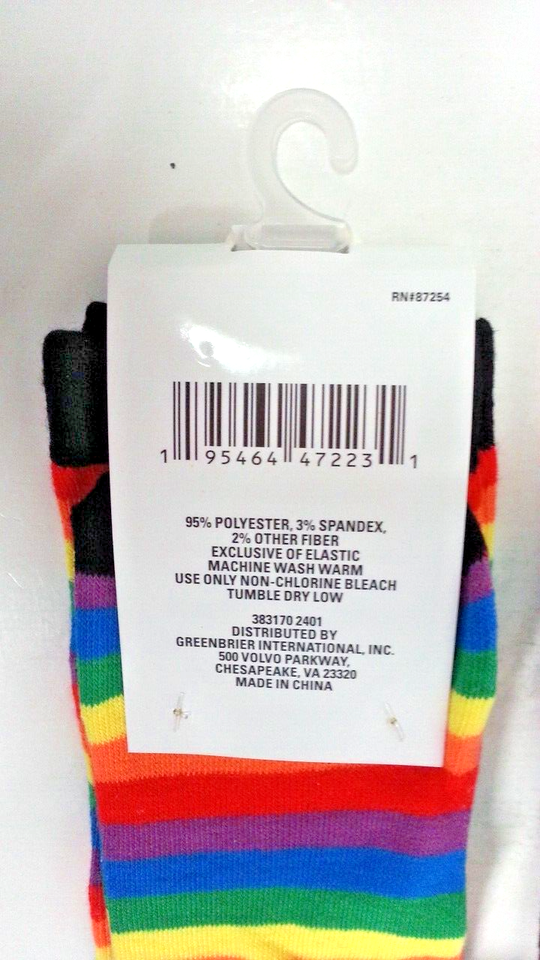 RN#87254
1 95464 47223 1
95% POLYESTER, 3% SPANDEX,
2% OTHER FIBER
EXCLUSIVE OF ELASTIC
MACHINE WASH WARM
USE ONLY NON-CHLORINE BLEACH
TUMBLE DRY LOW
383170 2401
DISTRIBUTED BY
GREENBRIER INTERNATIONAL, INC.
500 VOLVO PARKWAY,
CHESAPEAKE, VA 23320
MADE IN CHINA